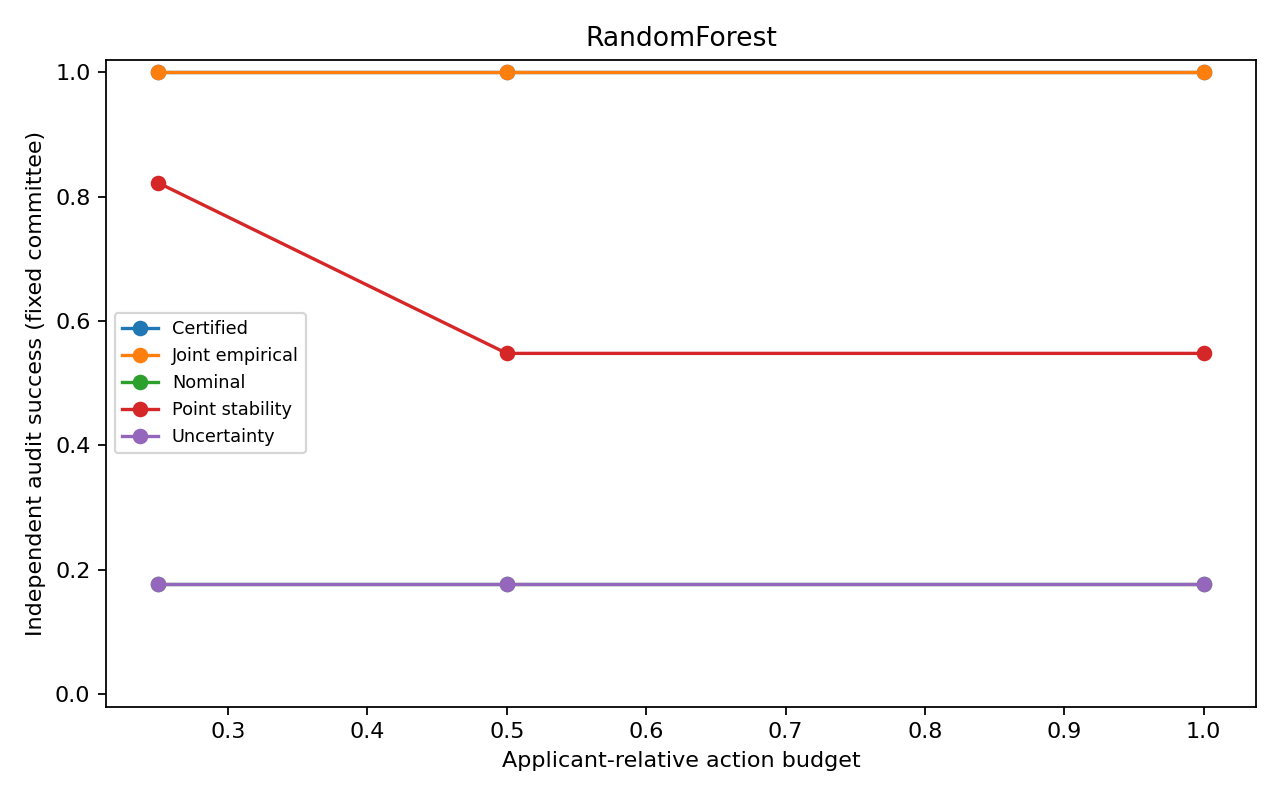 RandomForest
Independent audit success (fixed committee)
1.0
0.8
0.6
0.4
0.2
0.0
Certified
Joint empirical
Nominal
Point stability
Uncertainty
0.3 0.4 0.5 0.6 0.7 0.8 0.9 1.0
Applicant-relative action budget